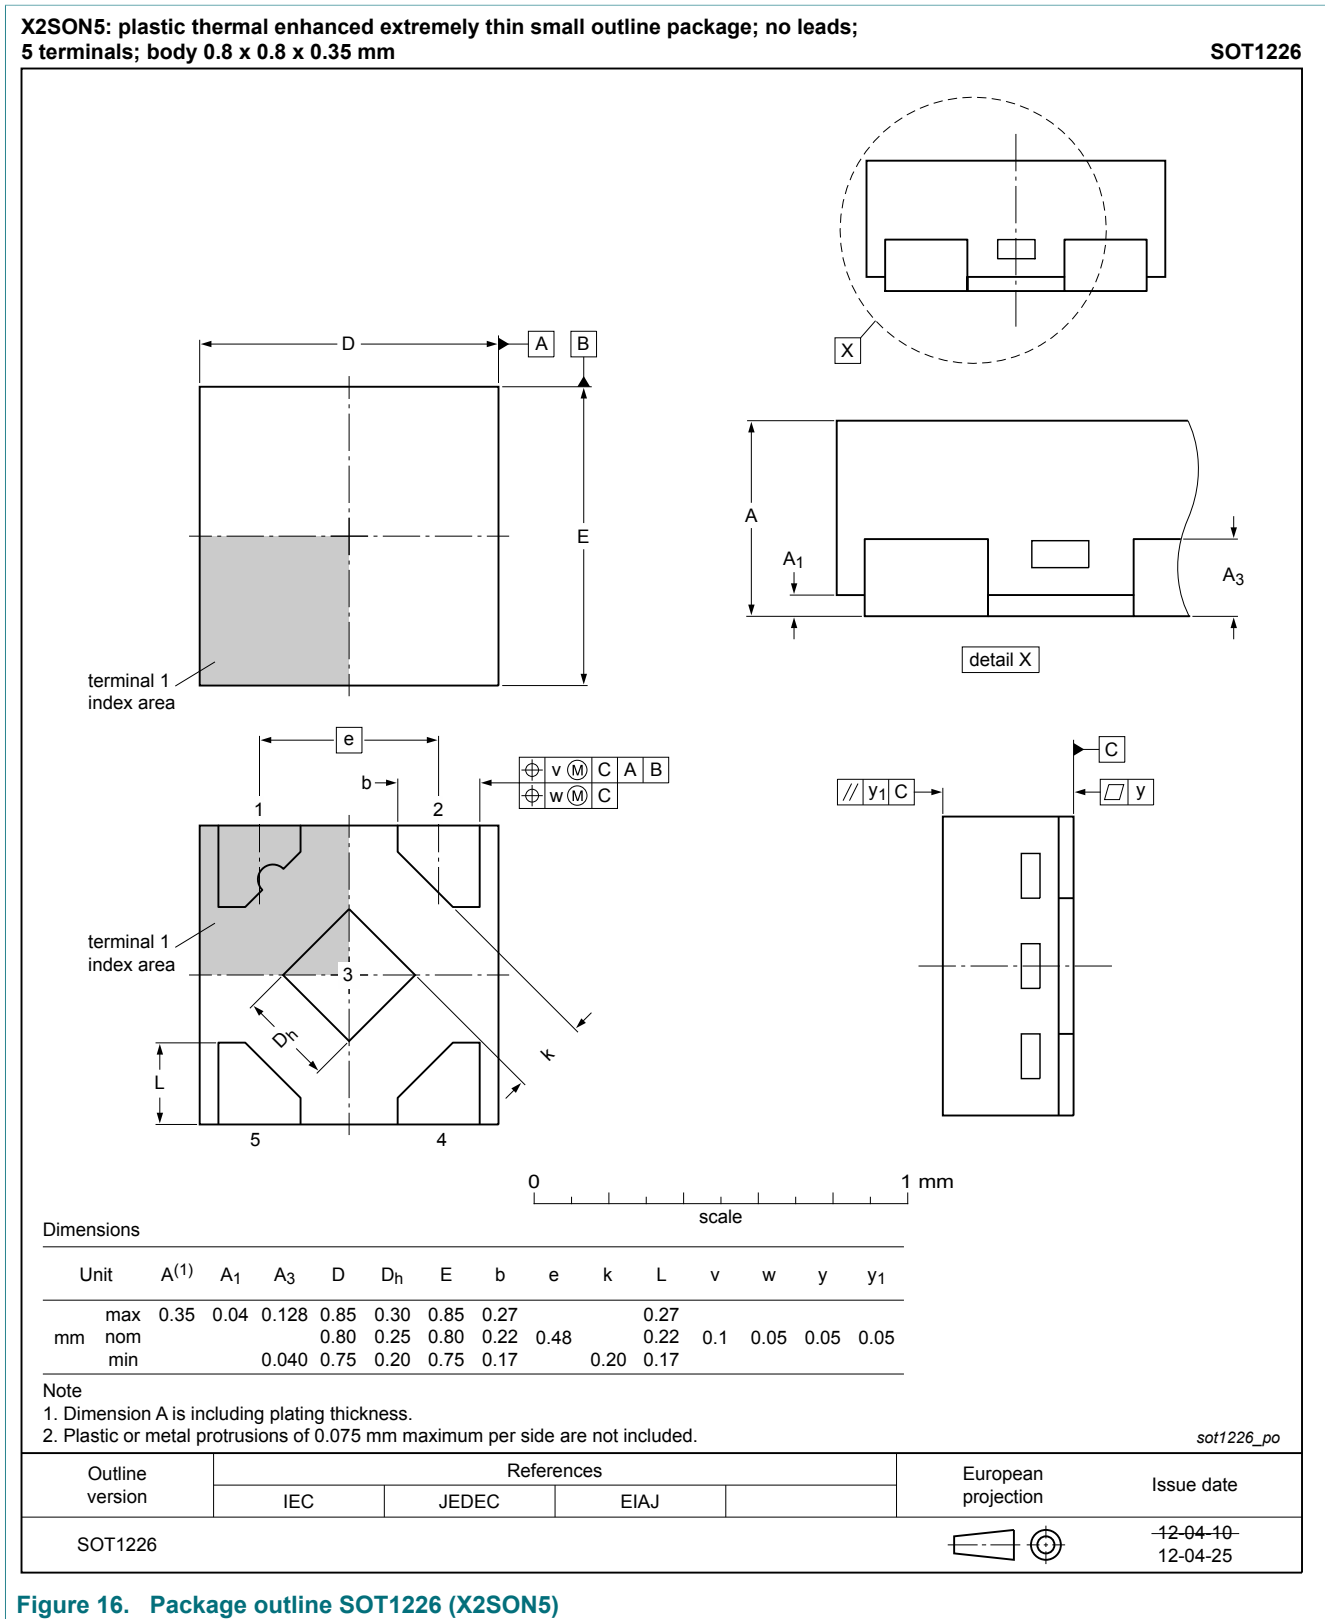 X2SON5: plastic thermal enhanced extremely thin small outline package; no leads;
5 terminals; body 0.8 x 0.8 x 0.35 mm SOT1226
X
D A B
E
terminal 1
index area
A
A1
A3
detail X
e
b
v M C A B
w M C
1 2
terminal 1
index area
3
Dh
k
L
5 4
C
// y1 C
y
0 1 mm
scale
Dimensions
Unit A(1) A1 A3 D Dh E b e k L v w y y1
max 0.35 0.04 0.128 0.85 0.30 0.85 0.27 0.27
mm nom 0.80 0.25 0.80 0.22 0.48 0.22 0.1 0.05 0.05 0.05
min 0.040 0.75 0.20 0.75 0.17 0.20 0.17
Note
1. Dimension A is including plating thickness.
2. Plastic or metal protrusions of 0.075 mm maximum per side are not included.
sot1226_po
Outline
version
References
IEC JEDEC EIAJ
European
projection
Issue date
SOT1226
12-04-10
12-04-25
Figure 16. Package outline SOT1226 (X2SON5)